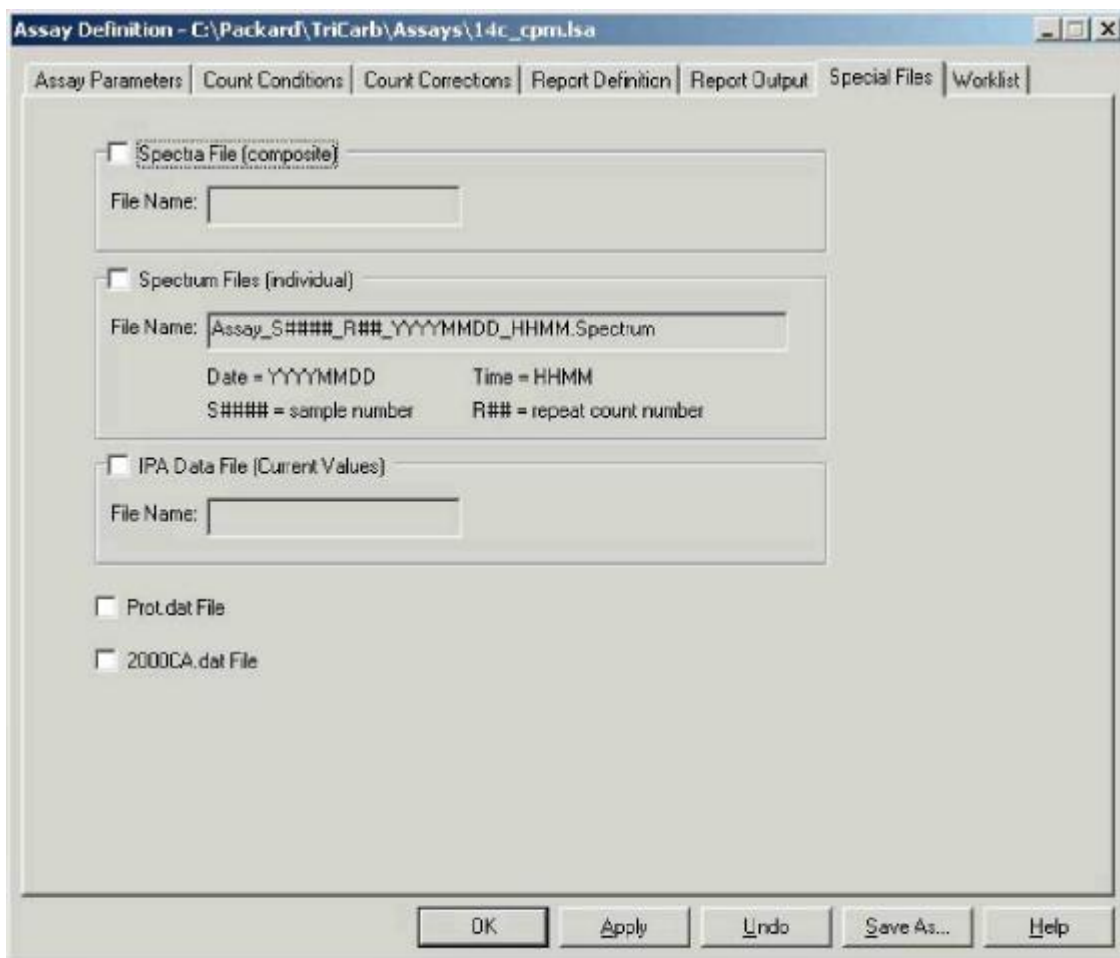 Assay Definition - C:\Packard\TriCarb\Assays\14c_cpm.lsa
Assay Parameters Count Conditions Count Corrections Report Definition Report Output Special Files Worklist
Spectra File (composite)
File Name:
Spectrum Files (individual)
File Name: Assay_S####_R##_YYYYMMDD_HHMM.Spectrum
Date = YYYYMMDD Time = HHMM
S#### = sample number R## = repeat count number
IPA Data File (Current Values)
File Name:
Prot.dat File
2000CA.dat File
OK Apply Undo Save As... Help